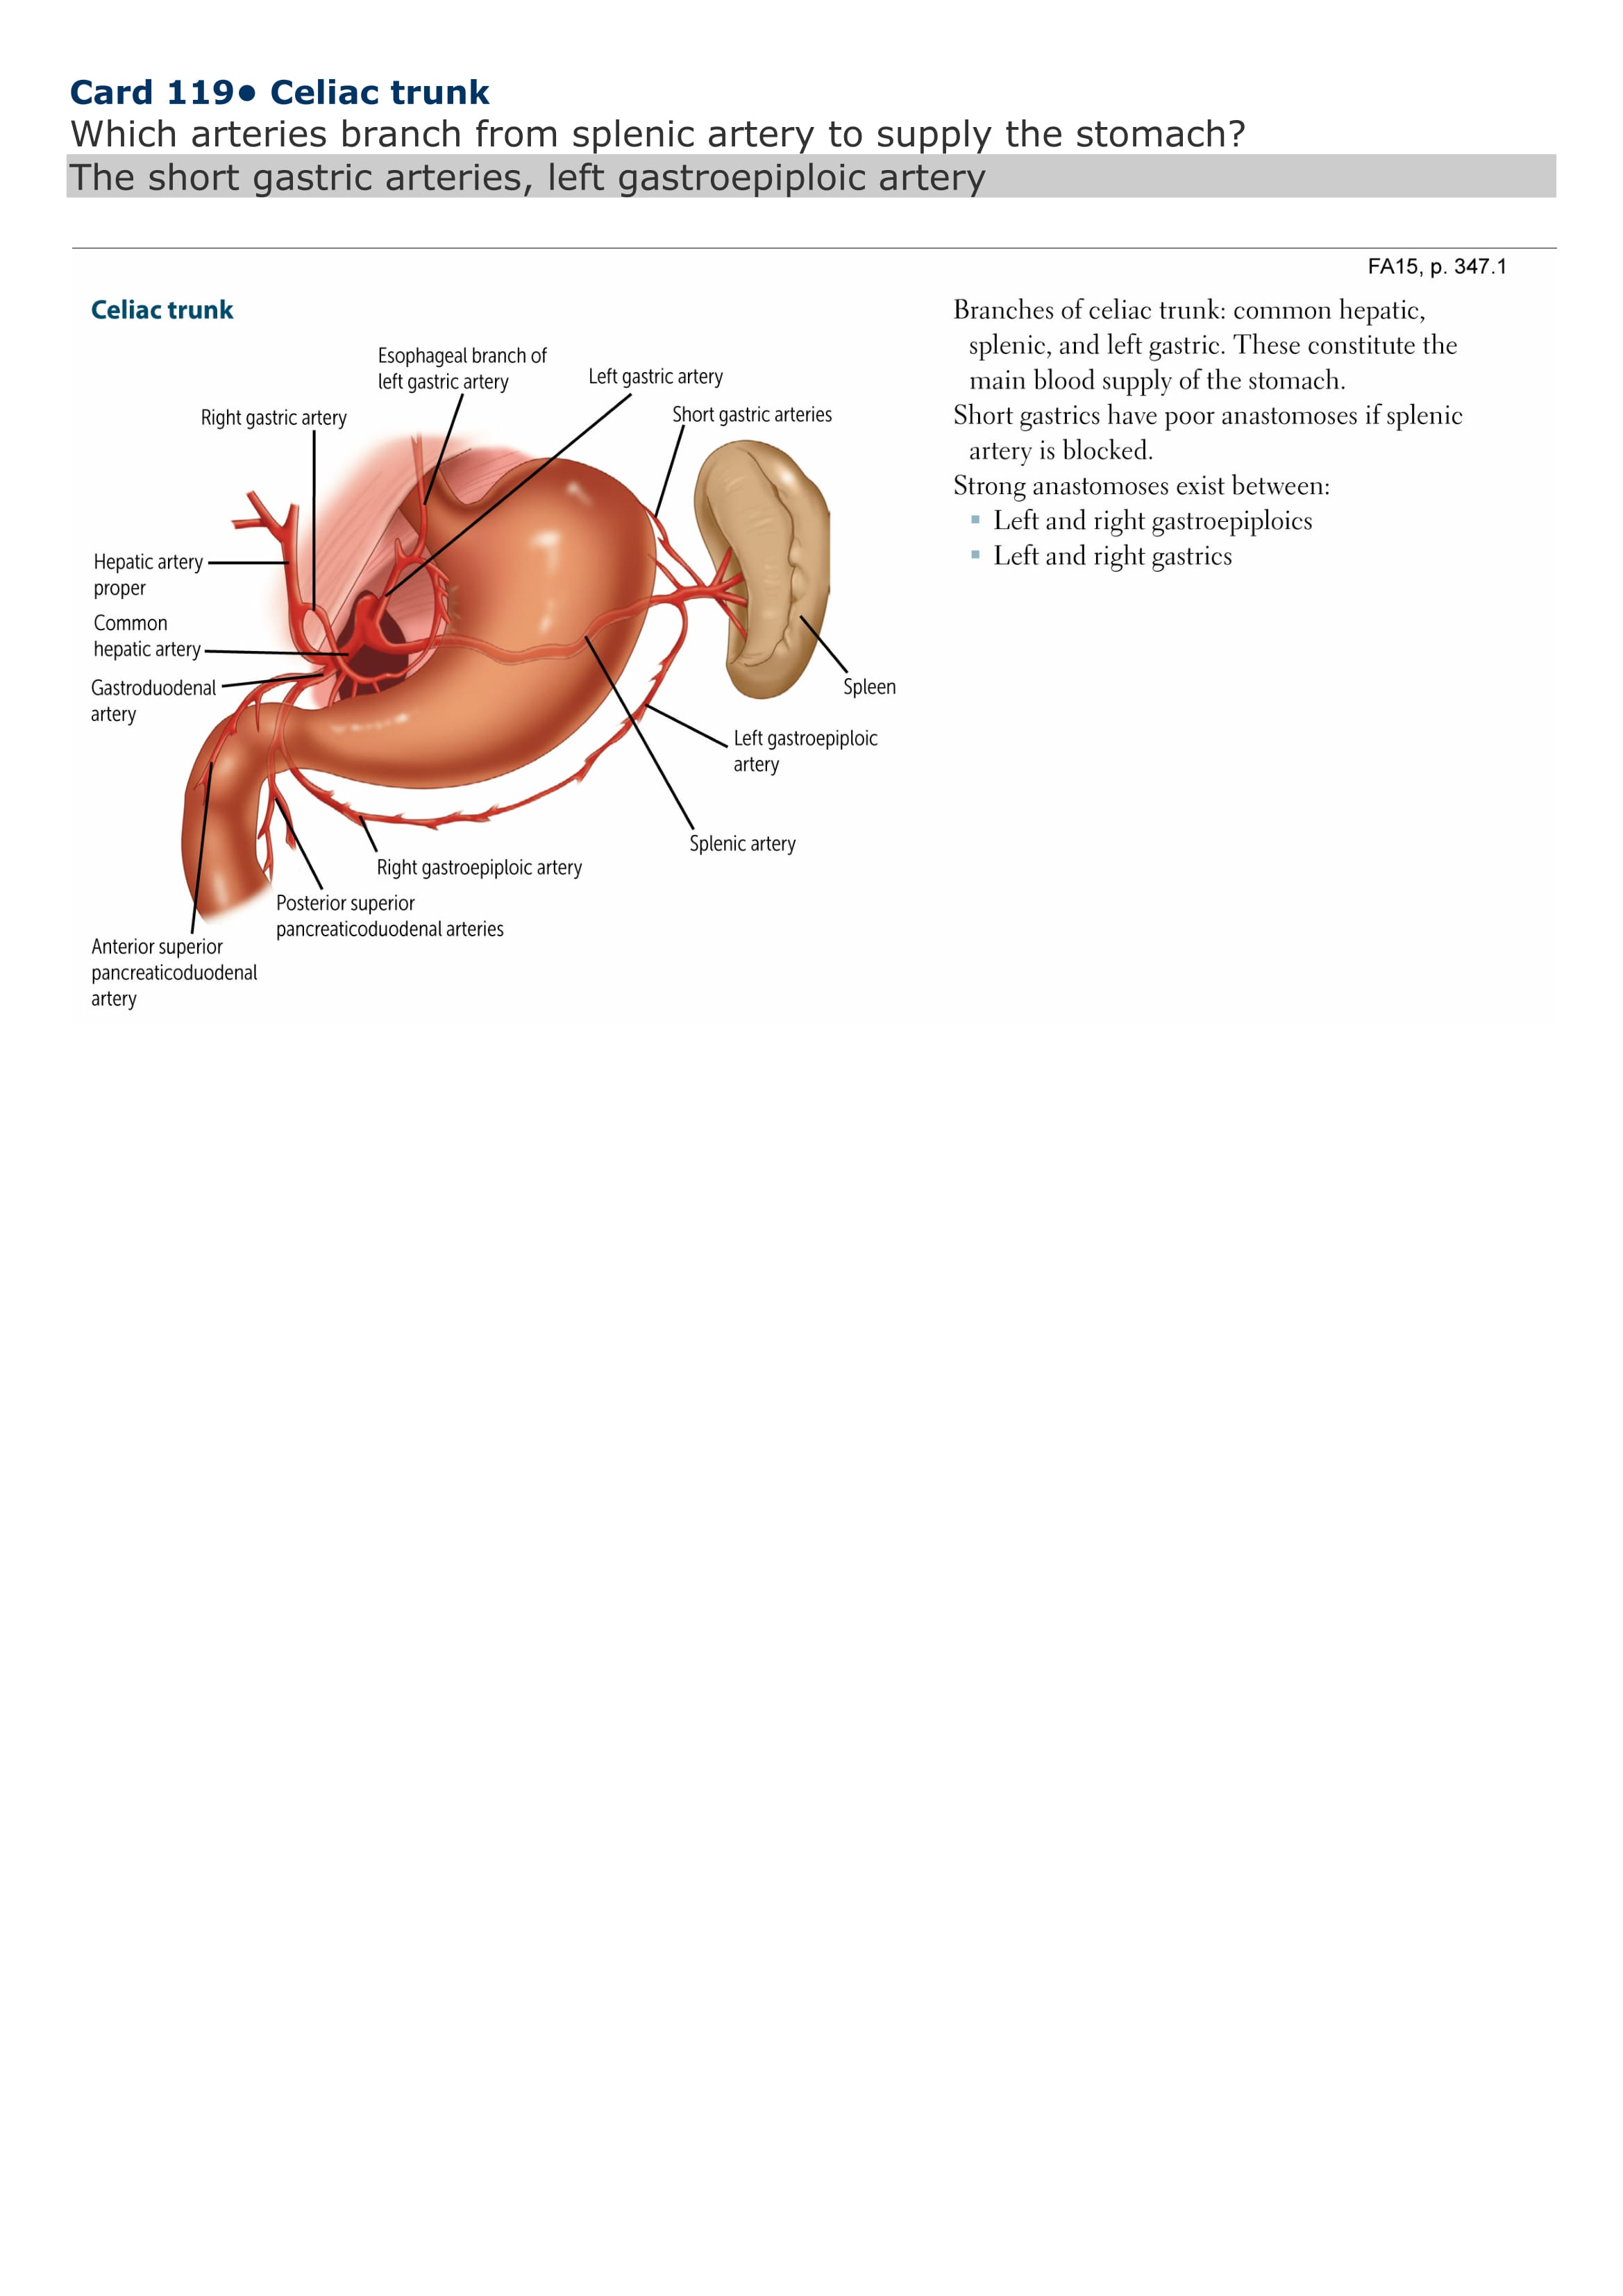 Card 119• Celiac trunk
Which arteries branch from splenic artery to supply the stomach?
The short gastric arteries, left gastroepiploic artery
FA15, p. 347.1
Celiac trunk
Esophageal branch of
left gastric artery
Left gastric artery
Short gastric arteries
Right gastric artery
Hepatic artery
proper
Common
hepatic artery
Gastroduodenal
artery
Spleen
Left gastroepiploic
artery
Splenic artery
Right gastroepiploic artery
Posterior superior
pancreaticoduodenal arteries
Anterior superior
pancreaticoduodenal
artery
Branches of celiac trunk: common hepatic,
splenic, and left gastric. These constitute the
main blood supply of the stomach.
Short gastrics have poor anastomoses if splenic
artery is blocked.
Strong anastomoses exist between:
▪ Left and right gastroepiploics
▪ Left and right gastrics